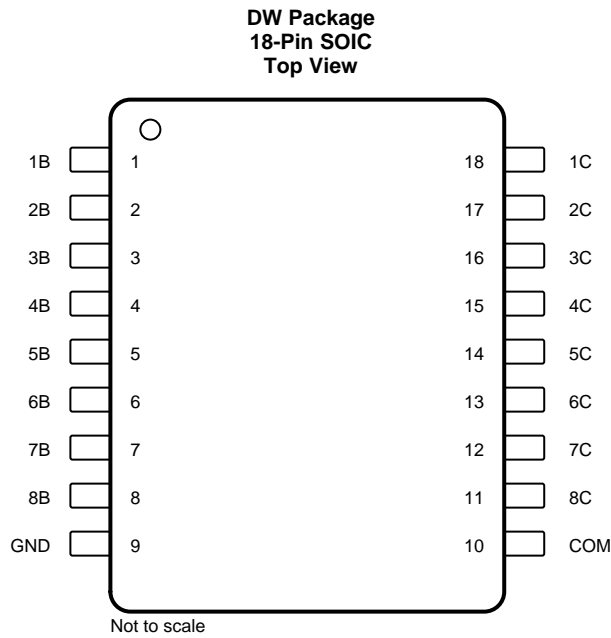 DW Package
18-Pin SOIC
Top View
1B 1 18 1C
2B 2 17 2C
3B 3 16 3C
4B 4 15 4C
5B 5 14 5C
6B 6 13 6C
7B 7 12 7C
8B 8 11 8C
GND 9 10 COM
Not to scale